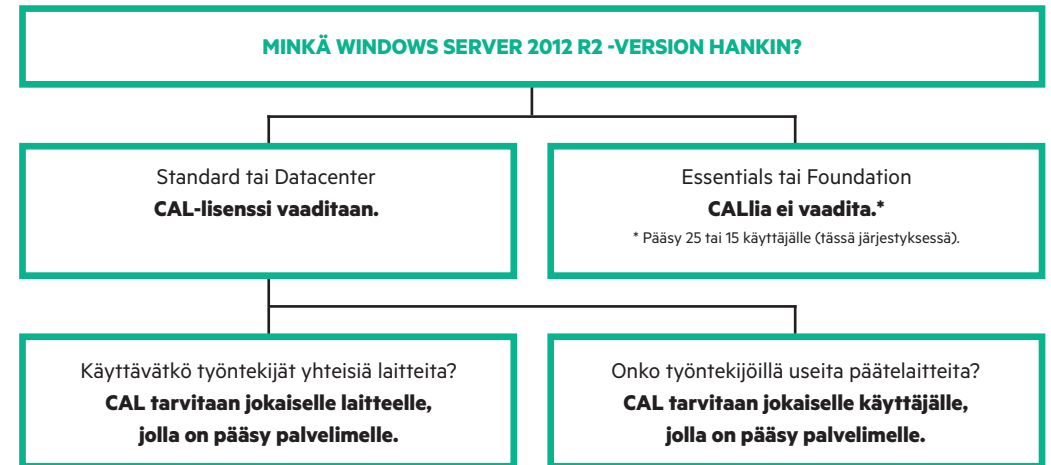 MINKÄ WINDOWS SERVER 2012 R2 -VERSION HANKIN?
Standard tai Datacenter
CAL-lisenssi vaaditaan.
Essentials tai Foundation
CALlia ei vaadita.*
* Pääsy 25 tai 15 käyttäjälle (tässä järjestyksessä).
Käyttävätkö työntekijät yhteisiä laitteita?
CAL tarvitaan jokaiselle laitteelle,
jolla on pääsy palvelimelle.
Onko työntekijöillä useita päätelaitteita?
CAL tarvitaan jokaiselle käyttäjälle,
jolla on pääsy palvelimelle.